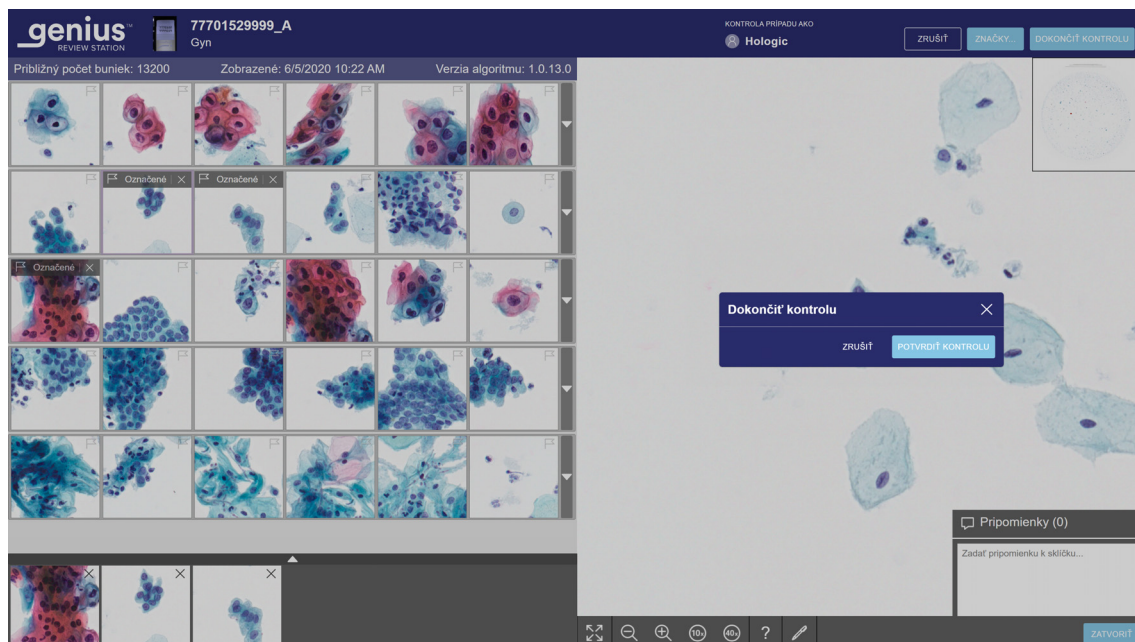 genius™
REVIEW STATION
77701529999_A
Gyn
KONTROLA PRÍPADU AKO
Hologic
ZRUŠIŤ
ZNAČKY...
DOKONČIŤ KONTROLU
Približný počet buniek: 13200
Zobrazené: 6/5/2020 10:22 AM
Verzia algoritmu: 1.0.13.0
Označené
Označené
Označené
Dokončiť kontrolu
ZRUŠIŤ
POTVRDIŤ KONTROLU
Pripomienky (0)
Zadať pripomienku k sklíčku...
10x
40x
?
ZATVORIŤ